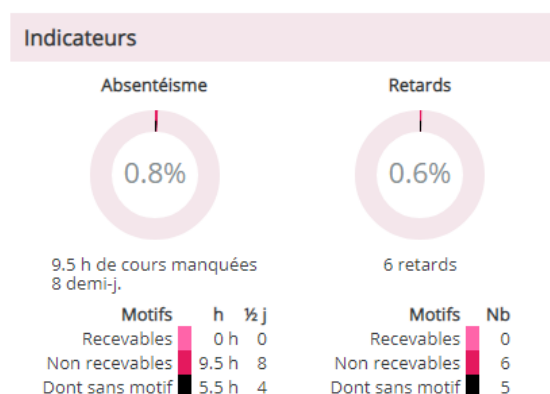 Indicateurs
Absentéisme
0.8%
9.5 h de cours manquées
8 demi-j.
Motifs h ½ j
Recevables 0 h 0
Non recevables 9.5 h 8
Dont sans motif 5.5 h 4
Retards
0.6%
6 retards
Motifs Nb
Recevables 0
Non recevables 6
Dont sans motif 5